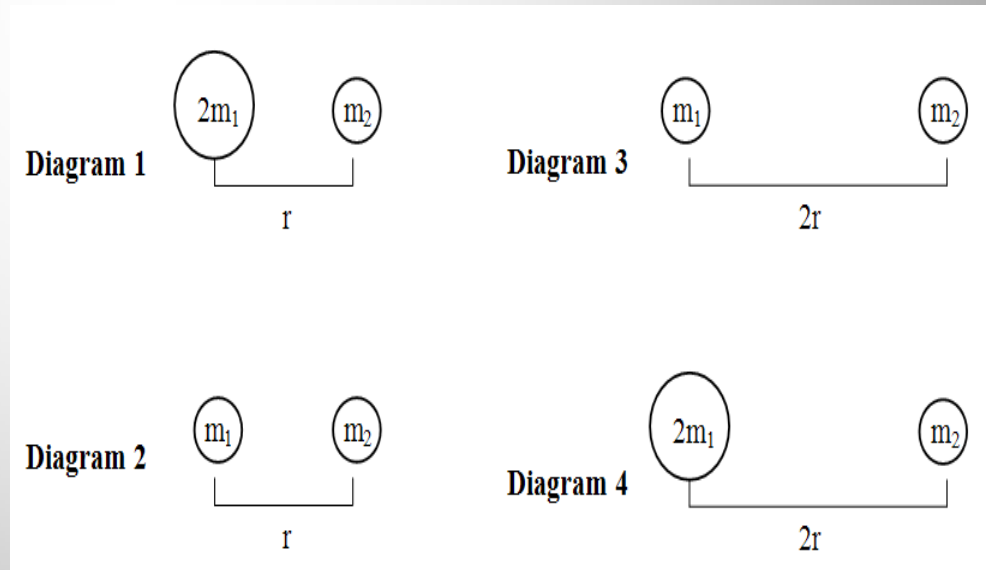 2m₁
m₂
Diagram 1
r
m₁
m₂
Diagram 3
2r
m₁
m₂
Diagram 2
r
2m₁
m₂
Diagram 4
2r